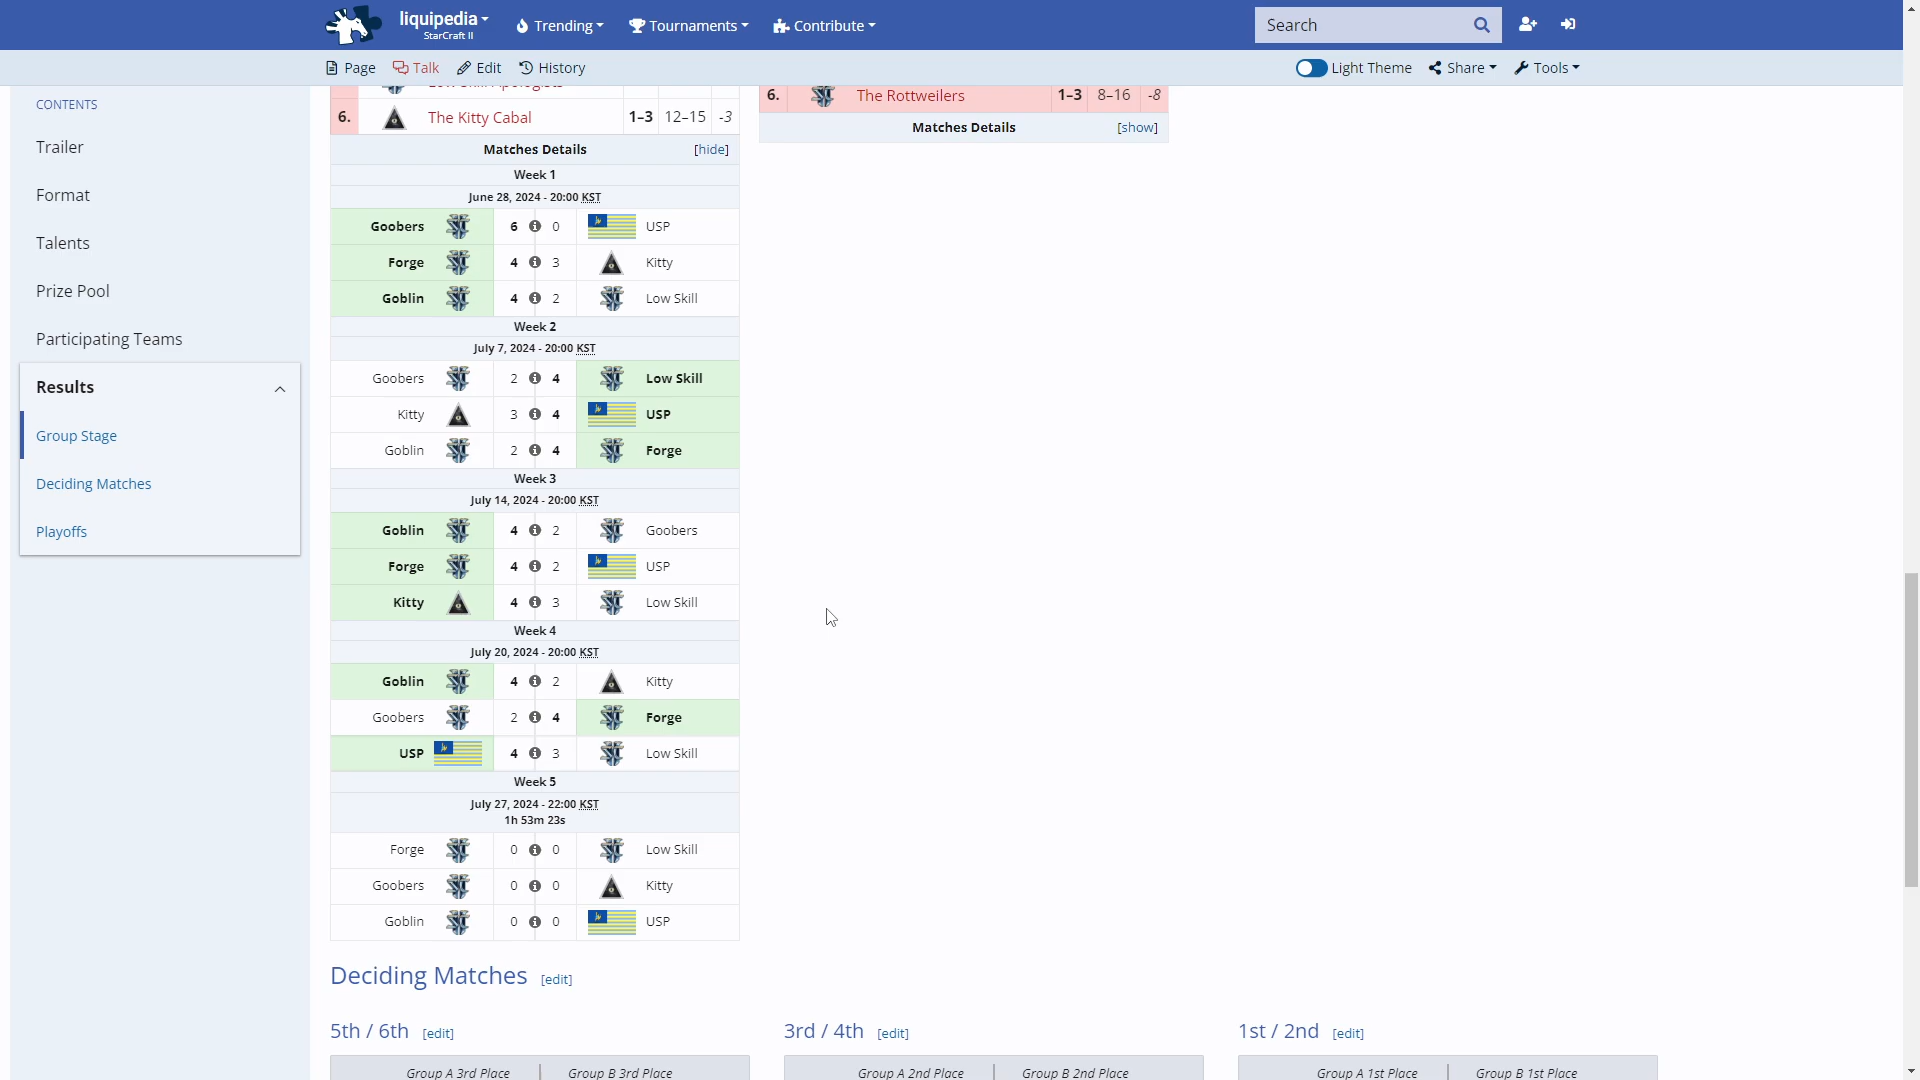 liquipedia
StarCraft II
Trending
Tournaments
Contribute
Search
Page
Talk
Edit
History
Light Theme
Share
Tools
CONTENTS
Trailer
Format
Talents
Prize Pool
Participating Teams
Results
Group Stage
Deciding Matches
Playoffs
Low Skill Apologists
6. The Kitty Cabal 1–3 12–15 -3
Matches Details [hide]
Week 1
June 28, 2024 - 20:00 KST
Goobers 6 0 USP
Forge 4 3 Kitty
Goblin 4 2 Low Skill
Week 2
July 7, 2024 - 20:00 KST
Goobers 2 4 Low Skill
Kitty 3 4 USP
Goblin 2 4 Forge
Week 3
July 14, 2024 - 20:00 KST
Goblin 4 2 Goobers
Forge 4 2 USP
Kitty 4 3 Low Skill
Week 4
July 20, 2024 - 20:00 KST
Goblin 4 2 Kitty
Goobers 2 4 Forge
USP 4 3 Low Skill
Week 5
July 27, 2024 - 22:00 KST
1h 53m 23s
Forge 0 0 Low Skill
Goobers 0 0 Kitty
Goblin 0 0 USP
6. The Rottweilers 1–3 8–16 -8
Matches Details [show]
Deciding Matches [edit]
5th / 6th [edit]
Group A 3rd Place Group B 3rd Place
3rd / 4th [edit]
Group A 2nd Place Group B 2nd Place
1st / 2nd [edit]
Group A 1st Place Group B 1st Place